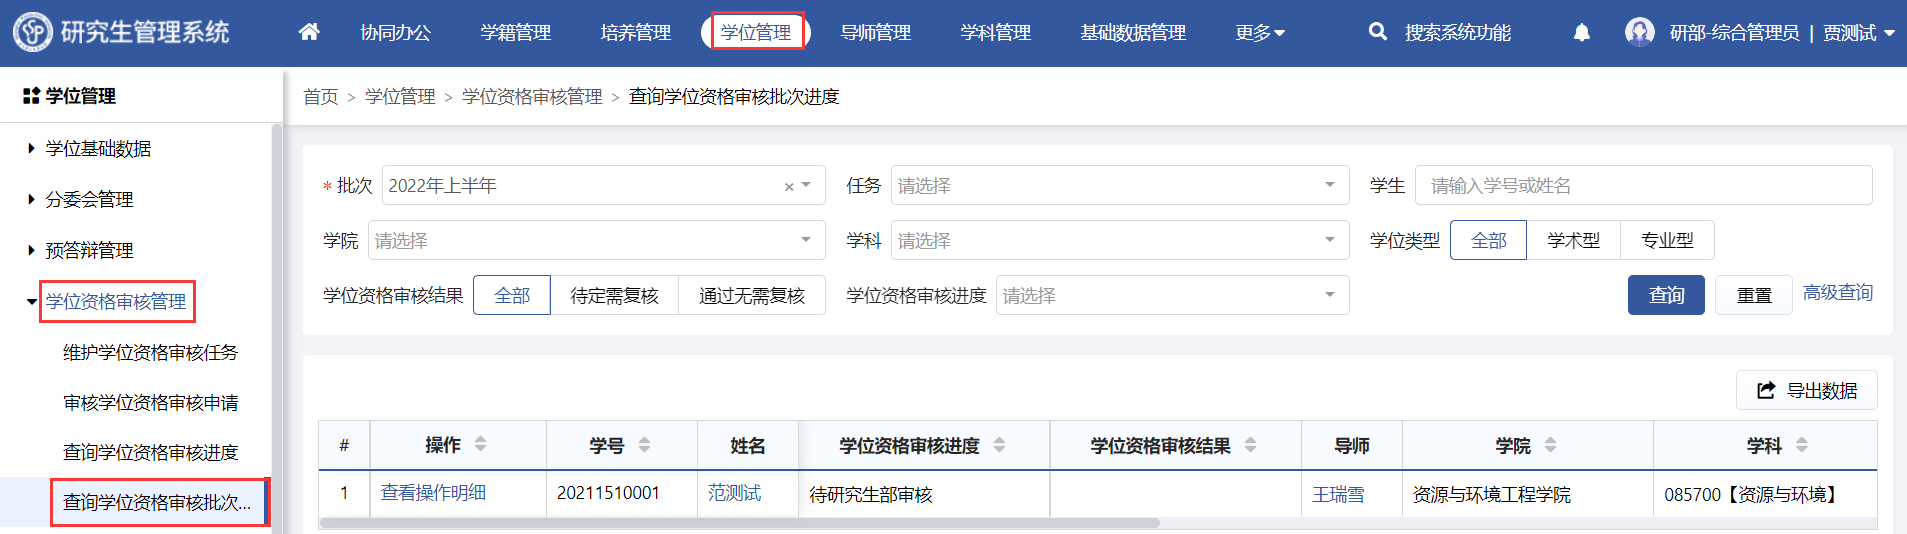 研究生管理系统 协同办公 学籍管理 培养管理 学位管理 导师管理 学科管理 基础数据管理 更多 搜索系统功能 研部-综合管理员 | 贾测试
学位管理
首页 > 学位管理 > 学位资格审核管理 > 查询学位资格审核批次进度
学位基础数据
分委会管理
预答辩管理
学位资格审核管理
维护学位资格审核任务
审核学位资格审核申请
查询学位资格审核进度
查询学位资格审核批次...
* 批次 2022年上半年 × 任务 请选择 学生 请输入学号或姓名
学院 请选择 学科 请选择 学位类型 全部 学术型 专业型
学位资格审核结果 全部 待定需复核 通过无需复核 学位资格审核进度 请选择 查询 重置 高级查询
导出数据
# 操作 学号 姓名 学位资格审核进度 学位资格审核结果 导师 学院 学科
1 查看操作明细 20211510001 范测试 待研究生部审核 王瑞雪 资源与环境工程学院 085700【资源与环境】